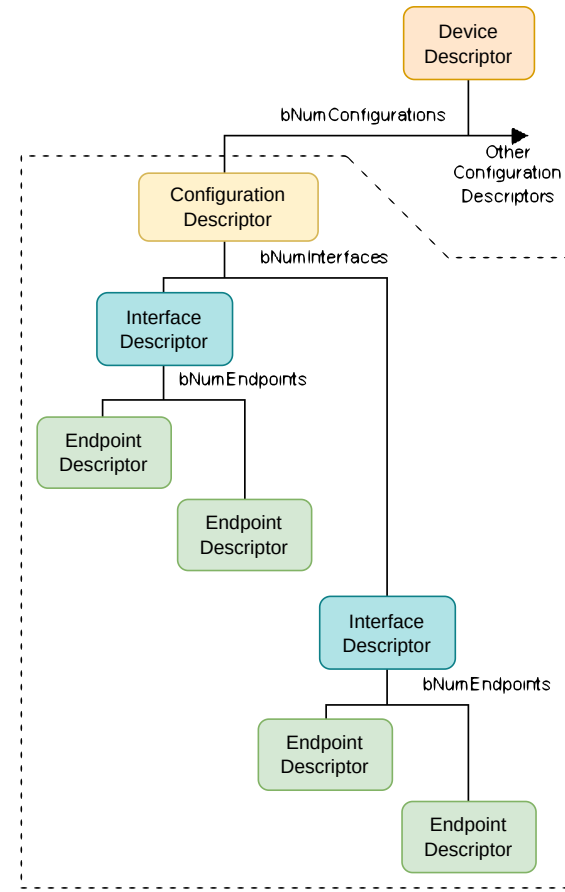 Device
Descriptor
bNumConfigurations
Other
Configuration
Descriptors
Configuration
Descriptor
bNumInterfaces
Interface
Descriptor
bNumEndpoints
Endpoint
Descriptor
Endpoint
Descriptor
Interface
Descriptor
bNumEndpoints
Endpoint
Descriptor
Endpoint
Descriptor